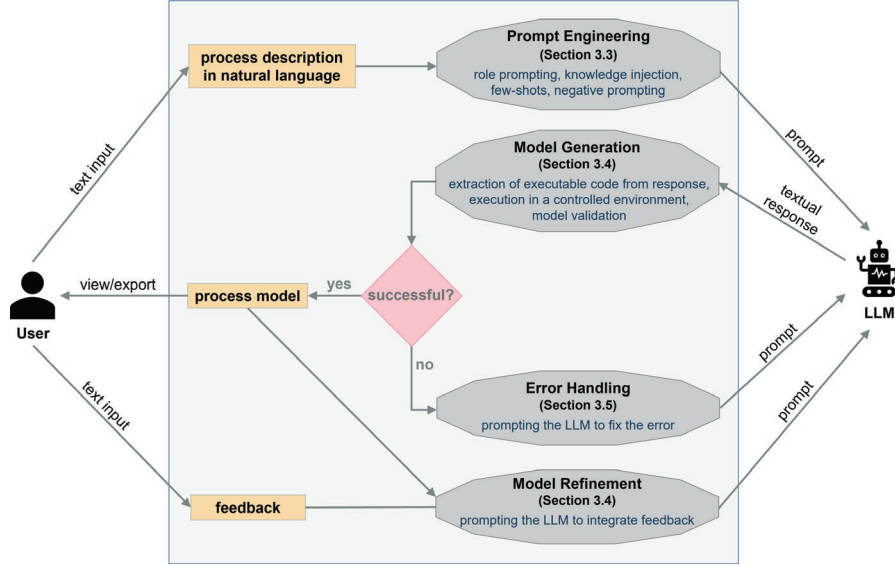 process description
in natural language
Prompt Engineering
(Section 3.3)
role prompting, knowledge injection,
few-shots, negative prompting
text input
prompt
Model Generation
(Section 3.4)
extraction of executable code from response,
execution in a controlled environment,
model validation
textual
response
view/export
process model
yes
successful?
User
LLM
no
text input
Error Handling
(Section 3.5)
prompting the LLM to fix the error
prompt
prompt
feedback
Model Refinement
(Section 3.4)
prompting the LLM to integrate feedback